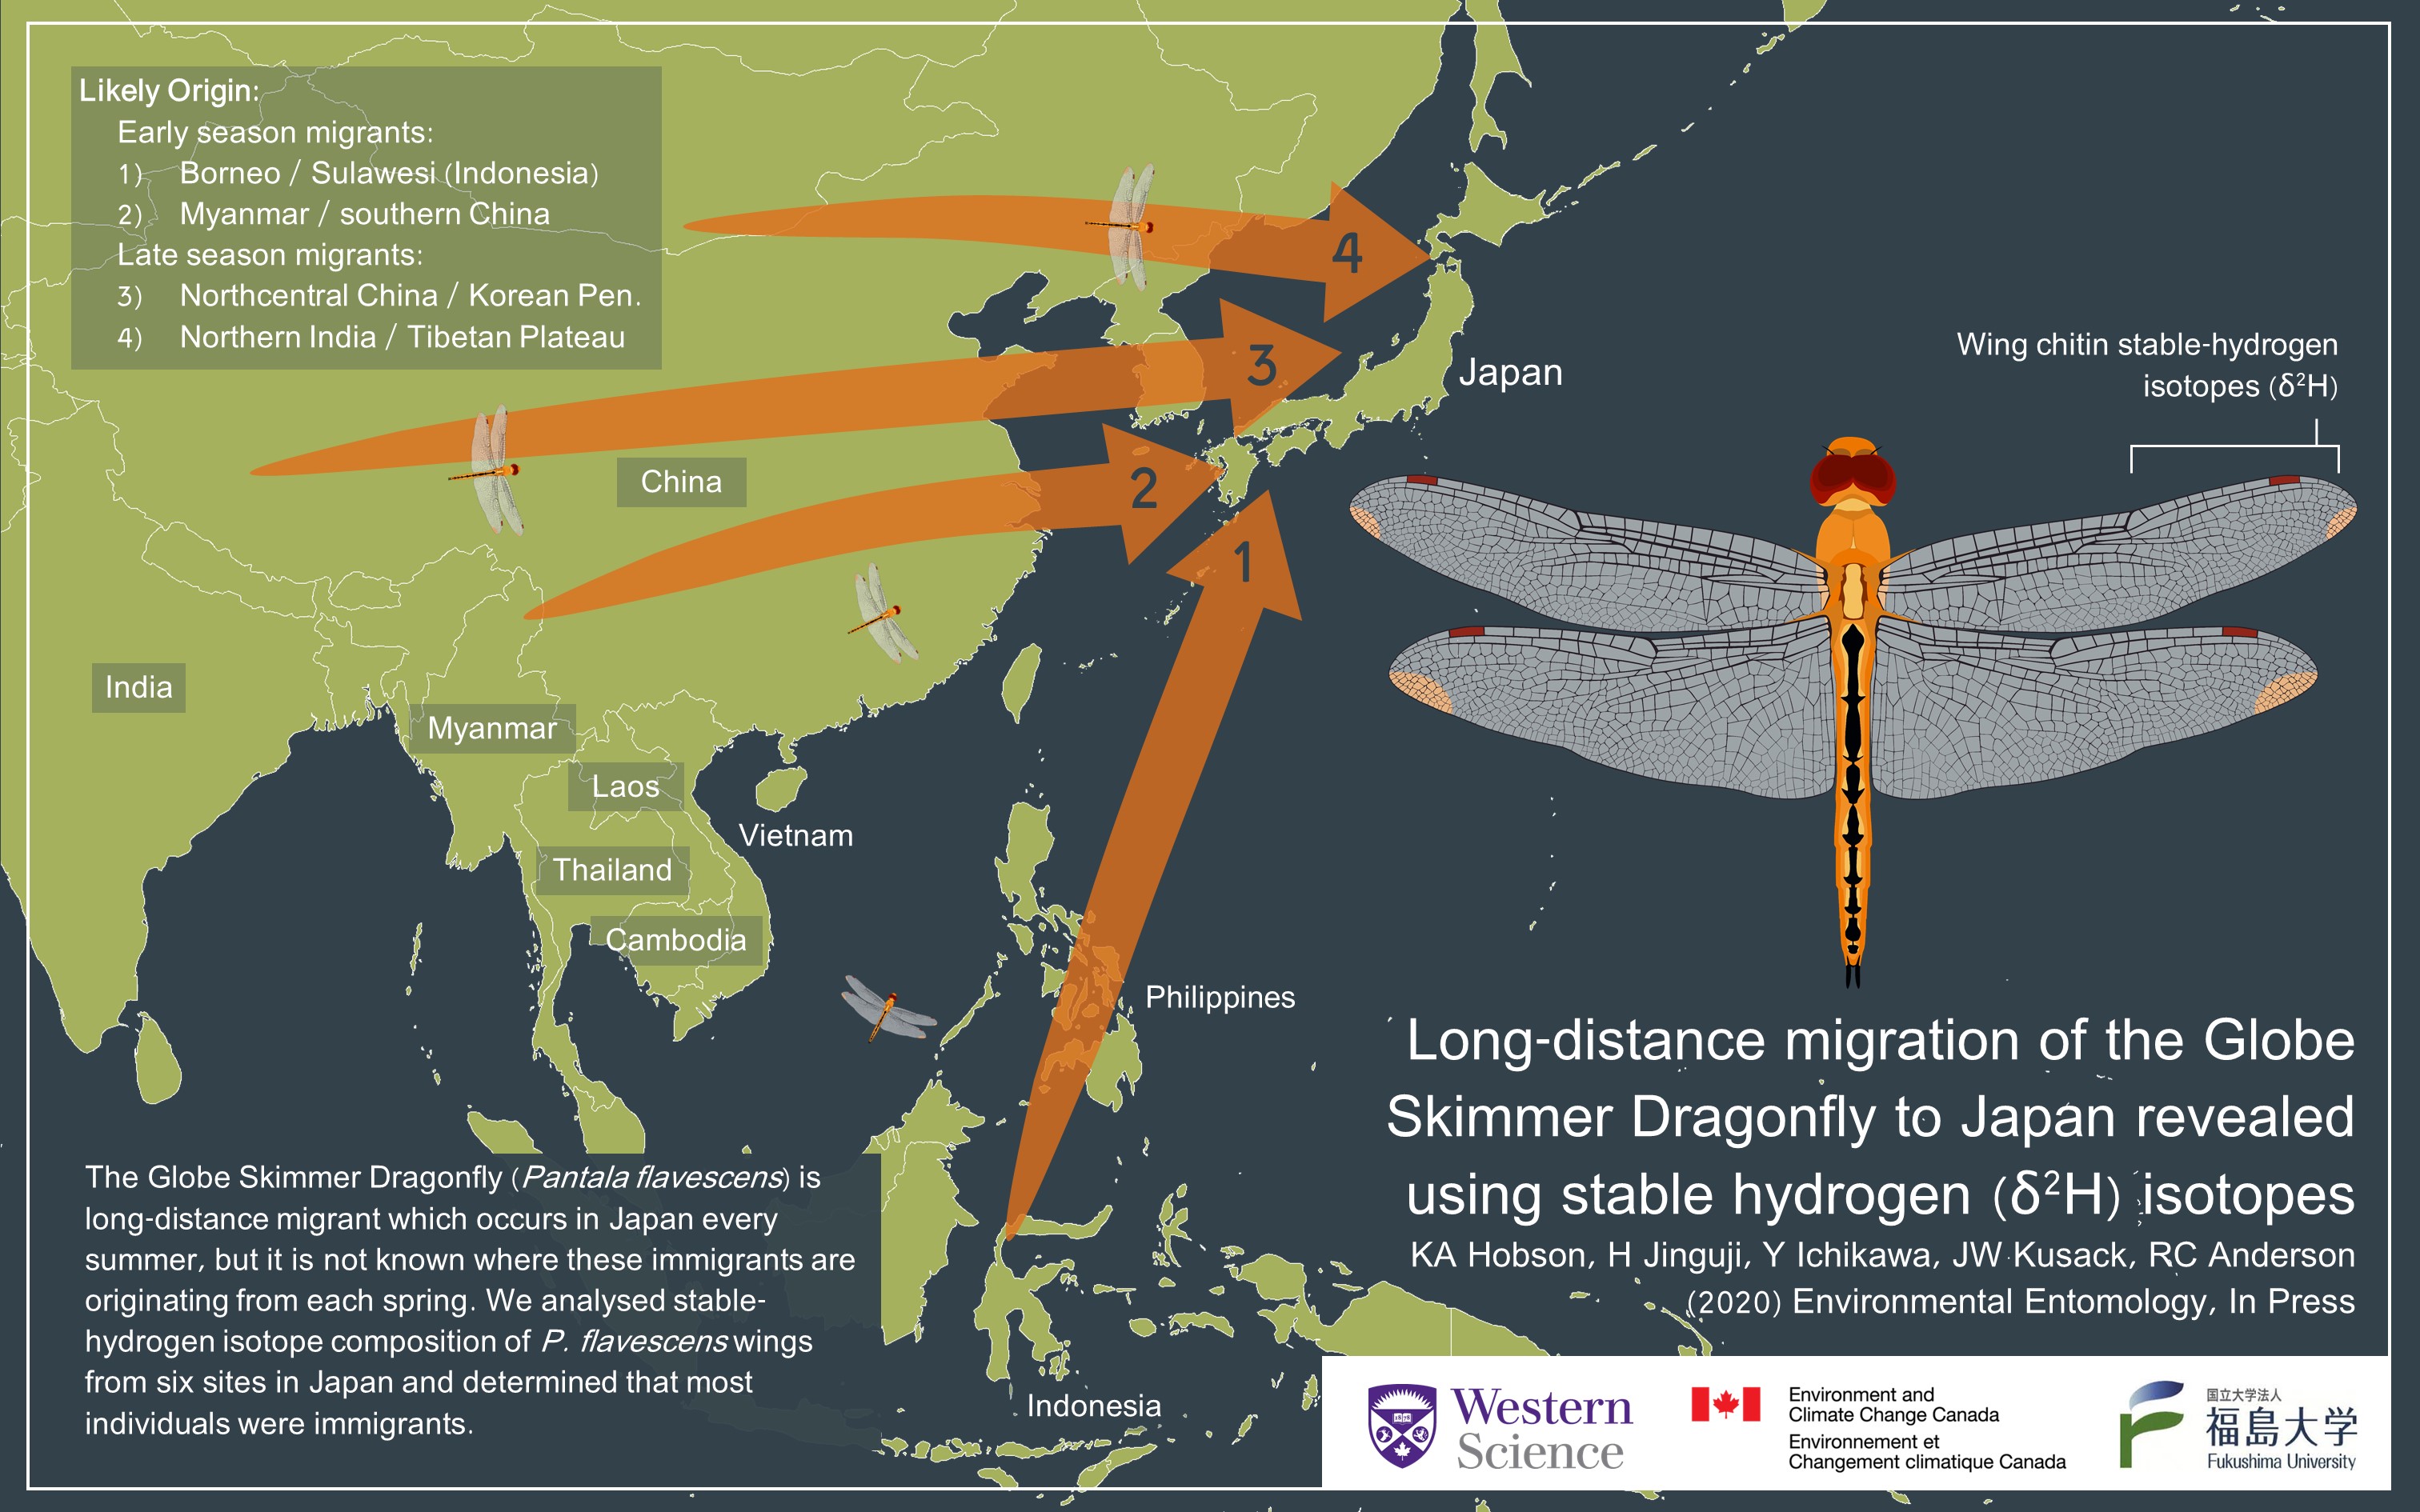 Likely Origin:
Early season migrants:
1) Borneo / Sulawesi (Indonesia)
2) Myanmar / southern China
Late season migrants:
3) Northcentral China / Korean Pen.
4) Northern India / Tibetan Plateau
4
3
2
1
Japan
China
India
Myanmar
Laos
Vietnam
Thailand
Cambodia
Philippines
Indonesia
Wing chitin stable-hydrogen
isotopes (δ²H)
The Globe Skimmer Dragonfly (Pantala flavescens) is
long-distance migrant which occurs in Japan every
summer, but it is not known where these immigrants are
originating from each spring. We analysed stable-
hydrogen isotope composition of P. flavescens wings
from six sites in Japan and determined that most
individuals were immigrants.
Long-distance migration of the Globe
Skimmer Dragonfly to Japan revealed
using stable hydrogen (δ²H) isotopes
KA Hobson, H Jinguji, Y Ichikawa, JW Kusack, RC Anderson
(2020) Environmental Entomology, In Press
Western
Science
Environment and
Climate Change Canada
Environnement et
Changement climatique Canada
国立大学法人
福島大学
Fukushima University